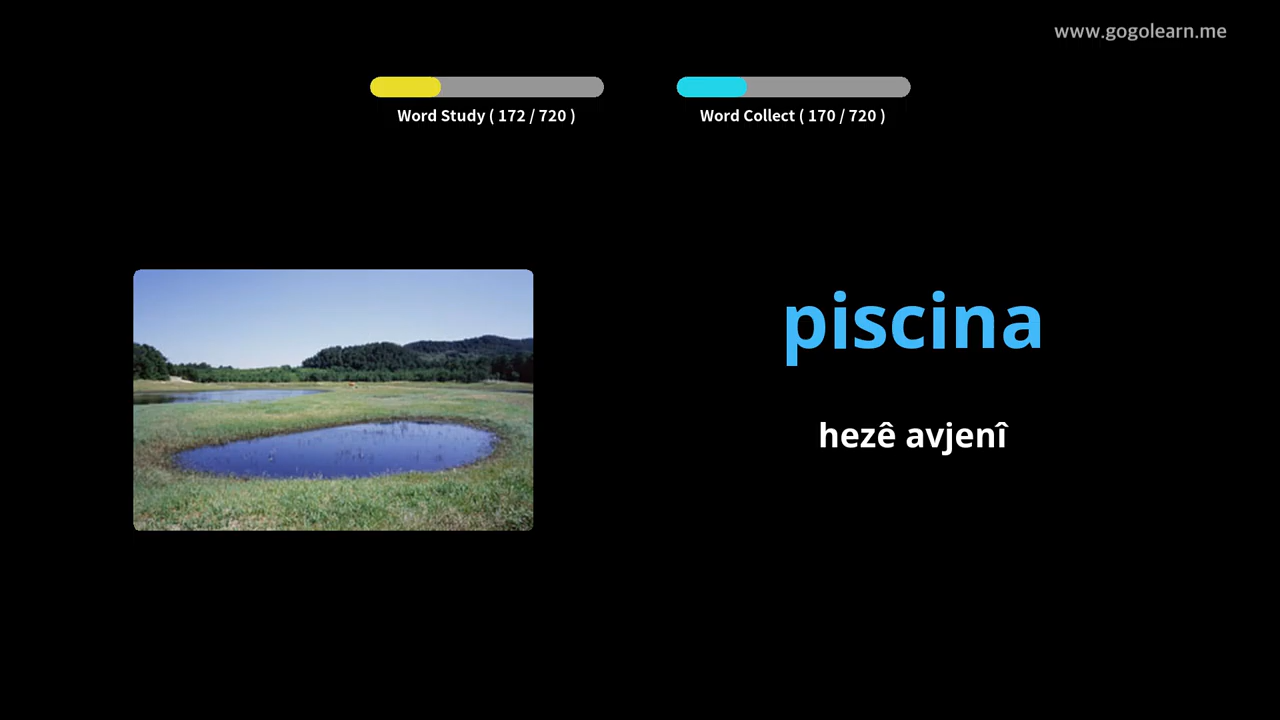 www.gogolearn.me
Word Study ( 172 / 720 )
Word Collect ( 170 / 720 )
piscina
hezê avjenî